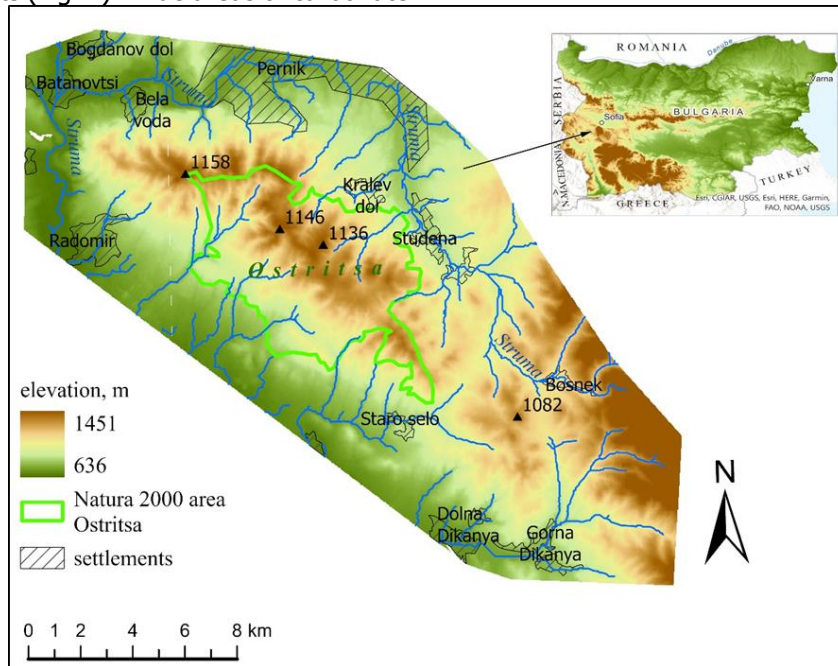 Bogdanov dol
Batanovtsi
Struma
Pernik
Bela
voda
Struma
Struma
1158
Kralev
dol
1146
1136
Studena
Radomir
Ostritsa
Struma
Bosnek
1082
Staro selo
Dolna
Dikanya
Gorna
Dikanya
elevation, m
1451
636
Natura 2000 area
Ostritsa
settlements
0 1 2 4 6 8 km
N
ROMANIA
Danube
Varna
SERBIA
Sofia
BULGARIA
N.MACEDONIA
TURKEY
GREECE
Esri, CGIAR, USGS, Esri, HERE, Garmin,
FAO, NOAA, USGS